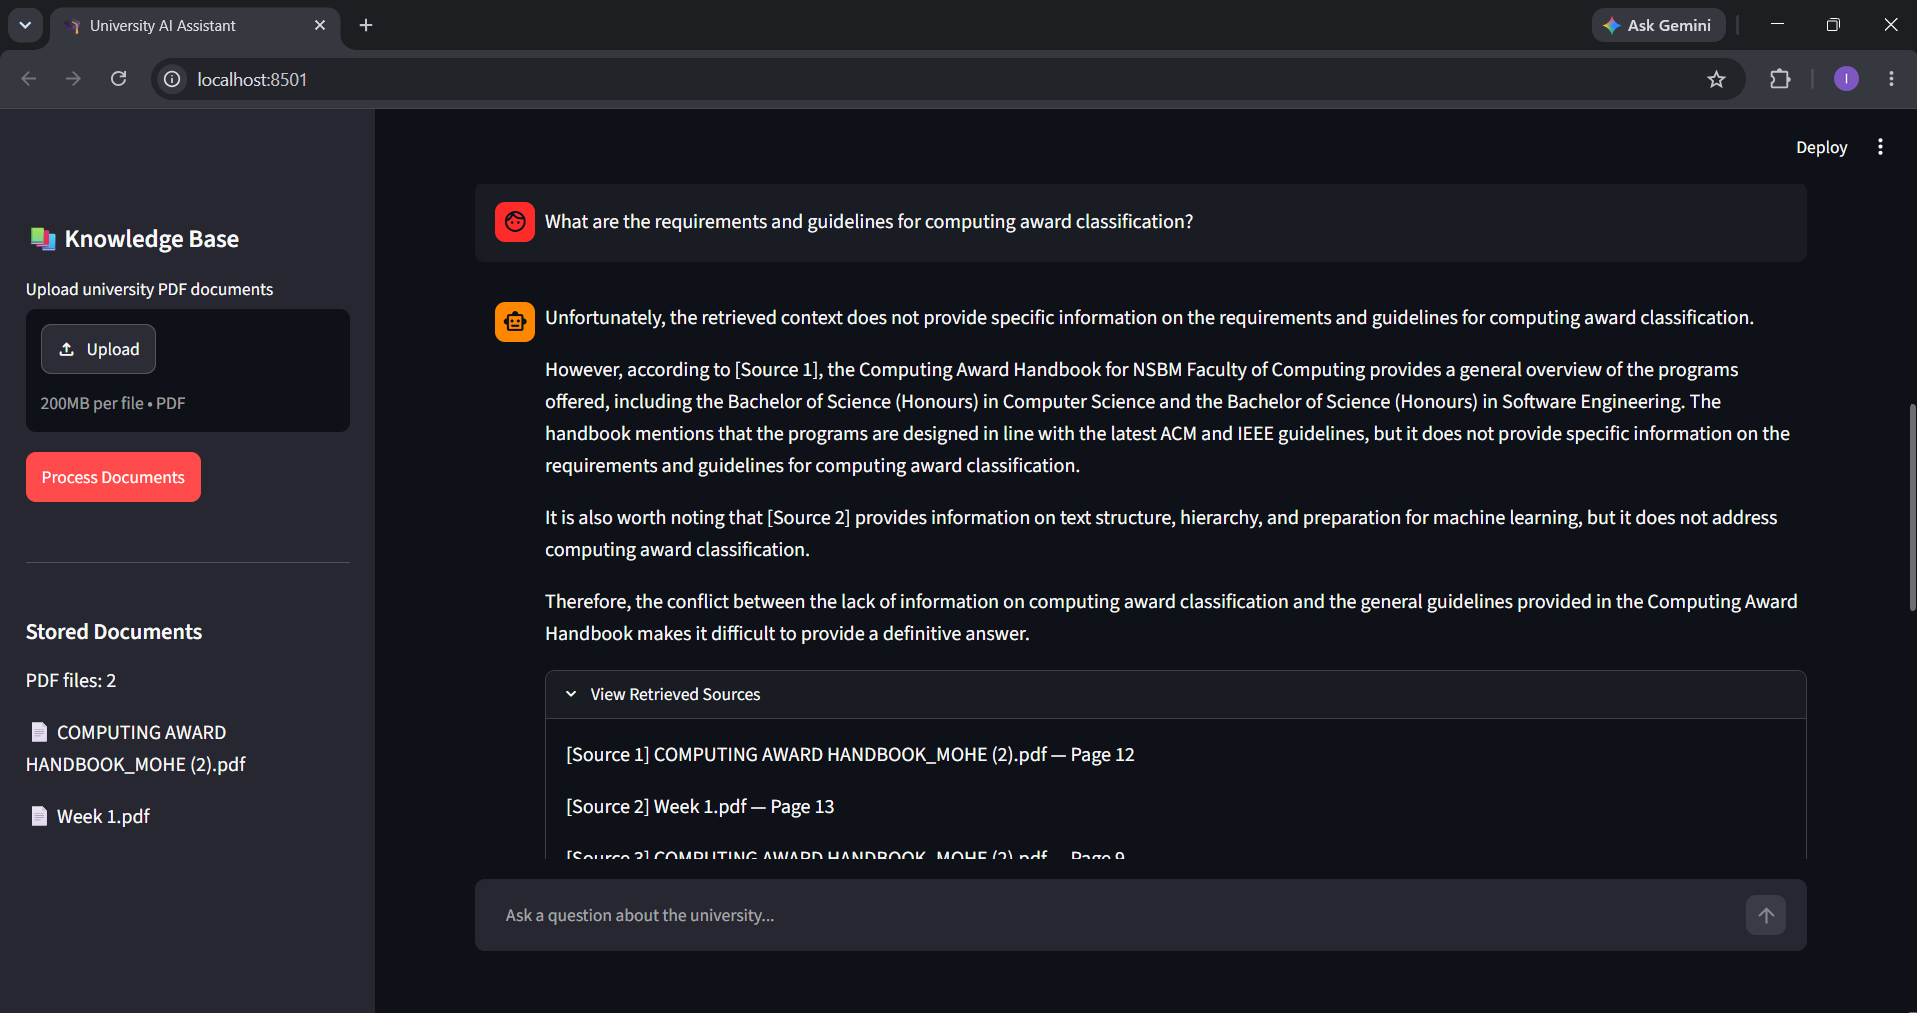 University AI Assistant
Ask Gemini
localhost:8501
I
Deploy
Knowledge Base
Upload university PDF documents
Upload
200MB per file • PDF
Process Documents
Stored Documents
PDF files: 2
COMPUTING AWARD
HANDBOOK_MOHE (2).pdf
Week 1.pdf
What are the requirements and guidelines for computing award classification?
Unfortunately, the retrieved context does not provide specific information on the requirements and guidelines for computing award classification.
However, according to [Source 1], the Computing Award Handbook for NSBM Faculty of Computing provides a general overview of the programs
offered, including the Bachelor of Science (Honours) in Computer Science and the Bachelor of Science (Honours) in Software Engineering. The
handbook mentions that the programs are designed in line with the latest ACM and IEEE guidelines, but it does not provide specific information on the
requirements and guidelines for computing award classification.
It is also worth noting that [Source 2] provides information on text structure, hierarchy, and preparation for machine learning, but it does not address
computing award classification.
Therefore, the conflict between the lack of information on computing award classification and the general guidelines provided in the Computing Award
Handbook makes it difficult to provide a definitive answer.
View Retrieved Sources
[Source 1] COMPUTING AWARD HANDBOOK_MOHE (2).pdf — Page 12
[Source 2] Week 1.pdf — Page 13
[Source 3] COMPUTING AWARD HANDBOOK_MOHE (2).pdf — Page 9
Ask a question about the university...